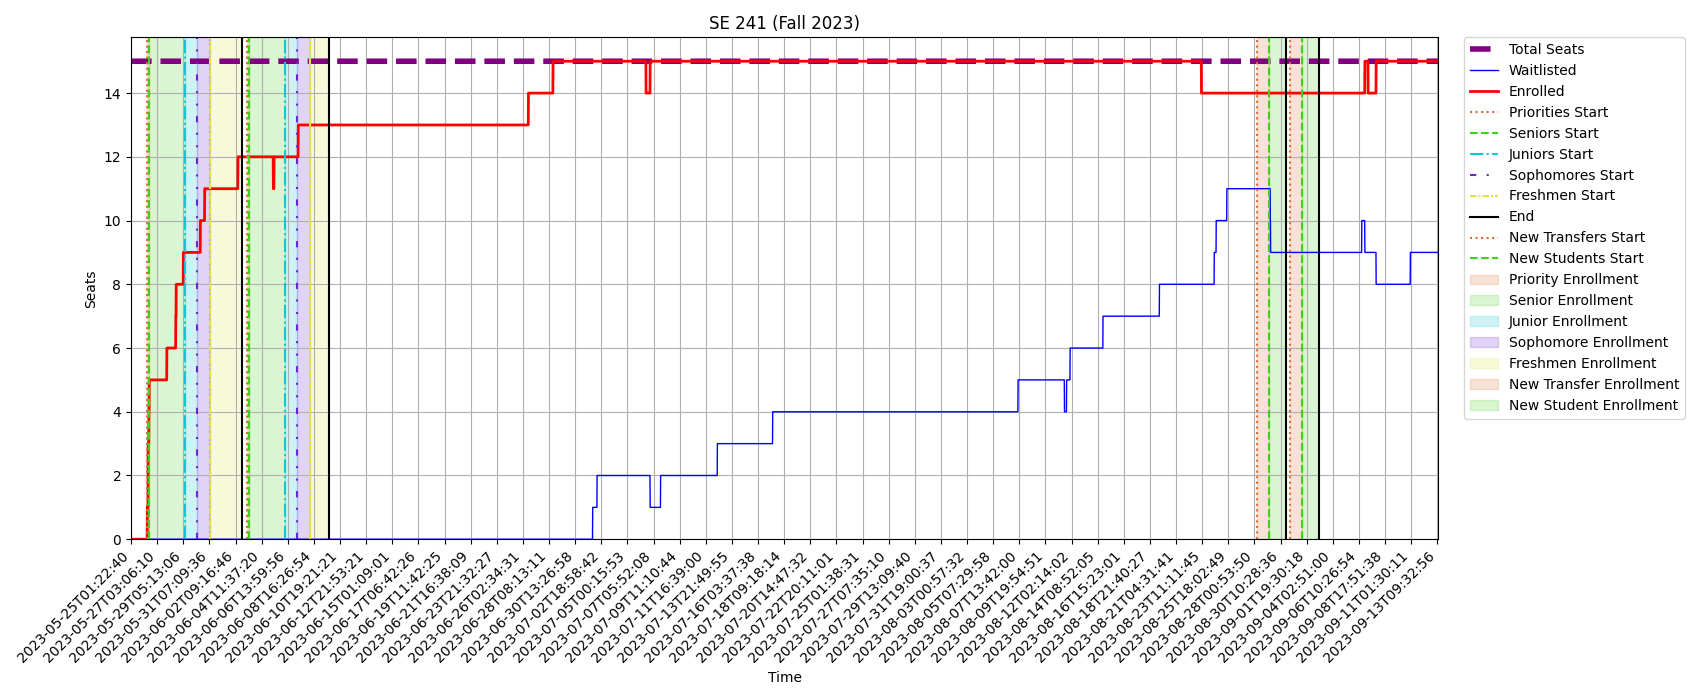 SE 241 (Fall 2023)
Seats
14
12
10
8
6
4
2
0
2023-05-25T01:22:40
2023-05-27T03:06:10
2023-05-29T05:13:06
2023-05-31T07:09:36
2023-06-02T09:16:46
2023-06-04T11:37:20
2023-06-06T13:59:56
2023-06-08T16:26:54
2023-06-10T19:21:21
2023-06-12T21:53:21
2023-06-15T01:09:01
2023-06-17T06:42:26
2023-06-19T11:42:25
2023-06-21T16:38:09
2023-06-23T21:32:27
2023-06-26T02:34:31
2023-06-28T08:13:11
2023-06-30T13:26:58
2023-07-02T18:58:42
2023-07-05T00:15:53
2023-07-07T05:52:08
2023-07-09T11:10:44
2023-07-11T16:39:00
2023-07-13T21:49:55
2023-07-16T03:37:38
2023-07-18T09:18:14
2023-07-20T14:47:32
2023-07-22T20:11:01
2023-07-25T01:38:31
2023-07-27T07:35:10
2023-07-29T13:09:40
2023-07-31T19:00:37
2023-08-03T00:57:32
2023-08-05T07:29:58
2023-08-07T13:42:00
2023-08-09T19:54:51
2023-08-12T02:14:02
2023-08-14T08:52:05
2023-08-16T15:23:01
2023-08-18T21:40:27
2023-08-21T04:31:41
2023-08-23T11:11:45
2023-08-25T18:02:49
2023-08-28T00:53:50
2023-08-30T10:28:36
2023-09-01T19:30:18
2023-09-04T02:51:00
2023-09-06T10:26:54
2023-09-08T17:51:38
2023-09-11T01:30:11
2023-09-13T09:32:56
Time
Total Seats
Waitlisted
Enrolled
Priorities Start
Seniors Start
Juniors Start
Sophomores Start
Freshmen Start
End
New Transfers Start
New Students Start
Priority Enrollment
Senior Enrollment
Junior Enrollment
Sophomore Enrollment
Freshmen Enrollment
New Transfer Enrollment
New Student Enrollment